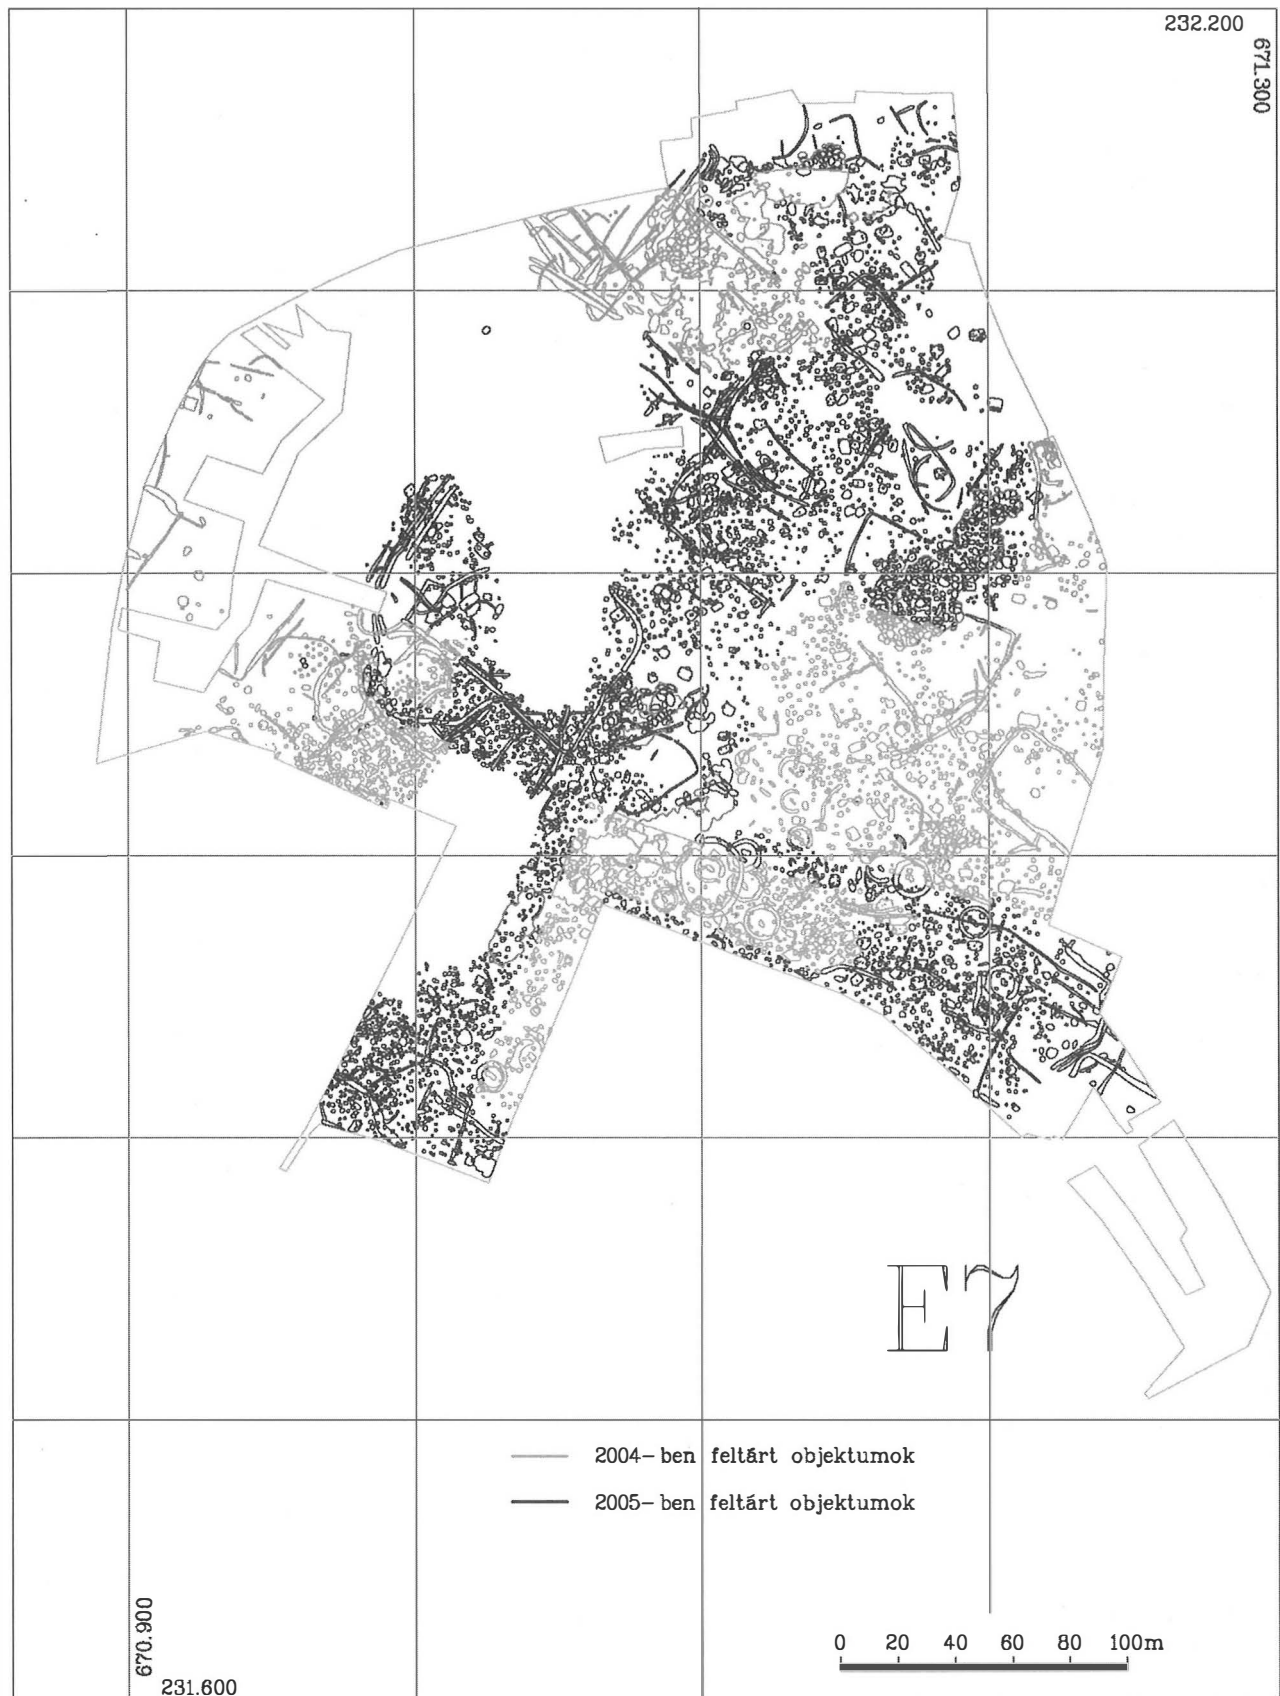 232.200
671.300
E7
2004-ben feltárt objektumok
2005-ben feltárt objektumok
670.900
231.600
0 20 40 60 80 100m